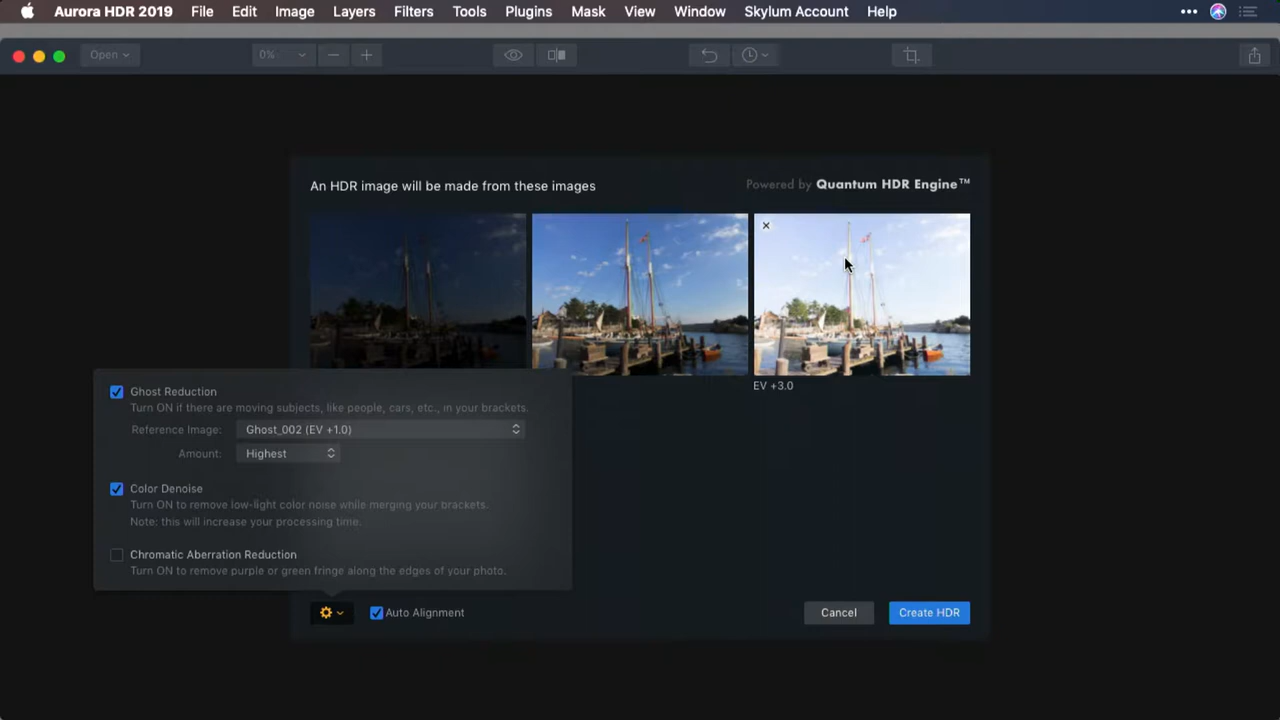 Aurora HDR 2019 File Edit Image Layers Filters Tools Plugins Mask View Window Skylum Account Help
Open 0%
An HDR image will be made from these images
Powered by Quantum HDR Engine™
EV +3.0
Ghost Reduction
Turn ON if there are moving subjects, like people, cars, etc., in your brackets.
Reference Image: Ghost_002 (EV +1.0)
Amount: Highest
Color Denoise
Turn ON to remove low-light color noise while merging your brackets.
Note: this will increase your processing time.
Chromatic Aberration Reduction
Turn ON to remove purple or green fringe along the edges of your photo.
Auto Alignment Cancel Create HDR